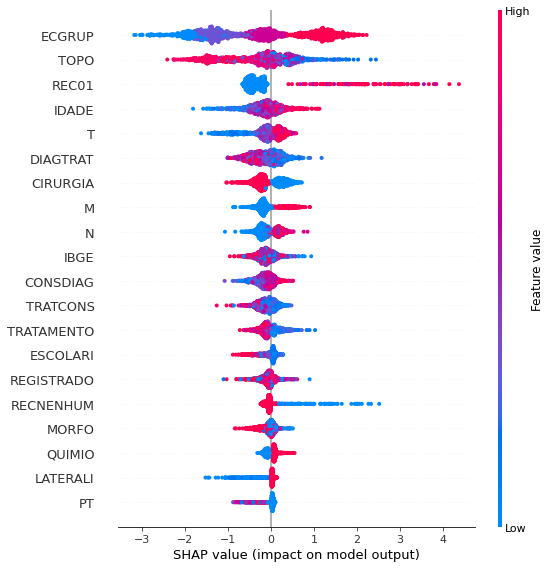 High
ECGRUP
TOPO
REC01
IDADE
T
DIAGTRAT
CIRURGIA
M
N
IBGE
CONSDIAG
TRATCONS
TRATAMENTO
ESCOLARI
REGISTRADO
RECNENHUM
MORFO
QUIMIO
LATERALI
PT
Feature value
Low
−3 −2 −1 0 1 2 3 4
SHAP value (impact on model output)